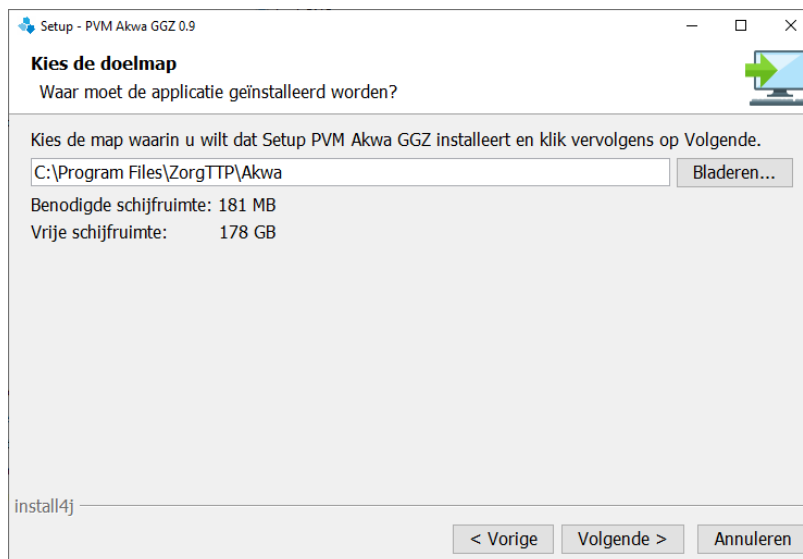 Setup - PVM Akwa GGZ 0.9
Kies de doelmap
Waar moet de applicatie geïnstalleerd worden?
Kies de map waarin u wilt dat Setup PVM Akwa GGZ installeert en klik vervolgens op Volgende.
C:\Program Files\ZorgTTP\Akwa
Bladeren...
Benodigde schijfruimte: 181 MB
Vrije schijfruimte: 178 GB
install4j
< Vorige
Volgende >
Annuleren